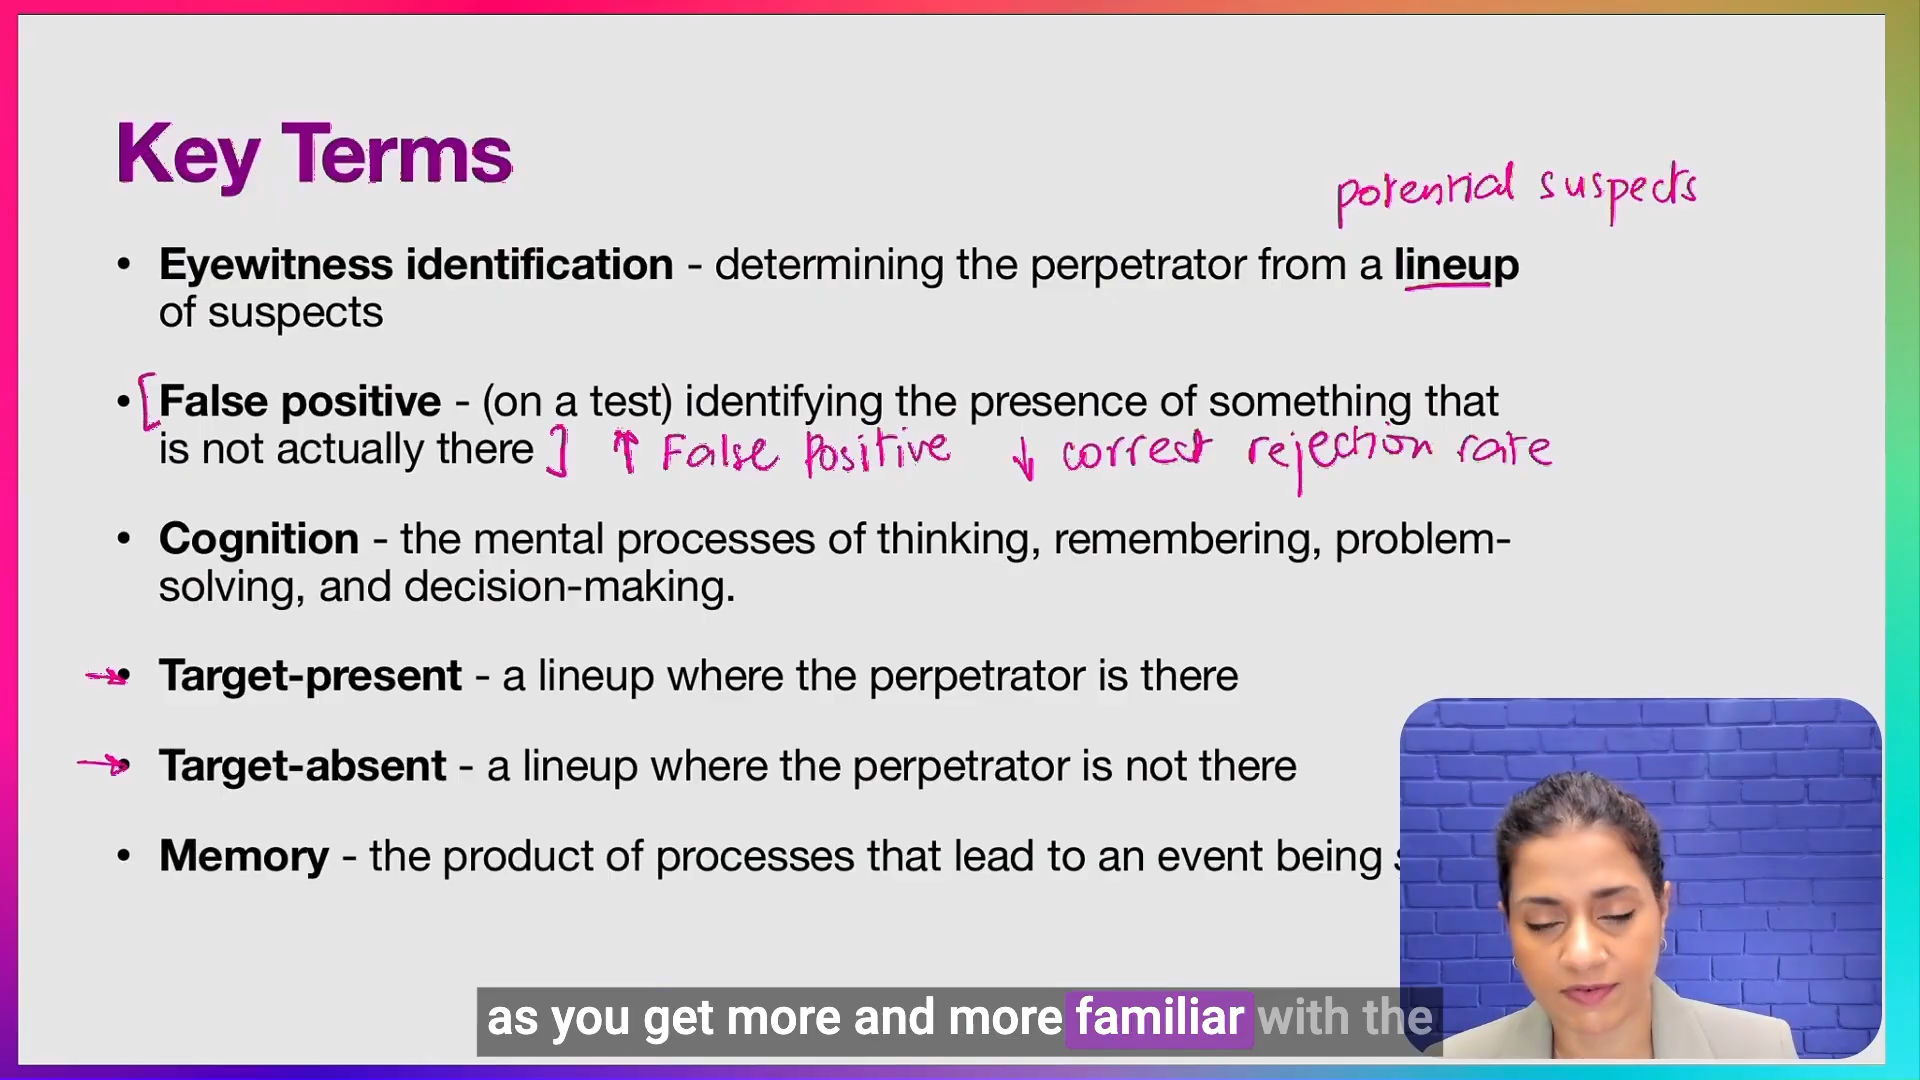 Key Terms
potential suspects
• Eyewitness identification - determining the perpetrator from a lineup
of suspects
• [False positive - (on a test) identifying the presence of something that
is not actually there ] ↑ False Positive ↓ correct rejection rate
• Cognition - the mental processes of thinking, remembering, problem-
solving, and decision-making.
→ • Target-present - a lineup where the perpetrator is there
→ • Target-absent - a lineup where the perpetrator is not there
• Memory - the product of processes that lead to an event being
as you get more and more familiar with the